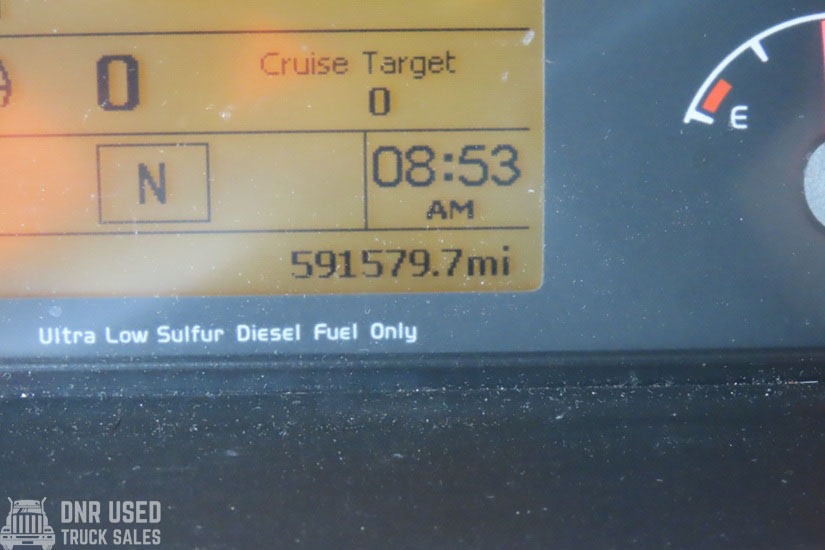 0
Cruise Target
0
N
08:53
AM
591579.7mi
E
Ultra Low Sulfur Diesel Fuel Only
DNR USED
TRUCK SALES